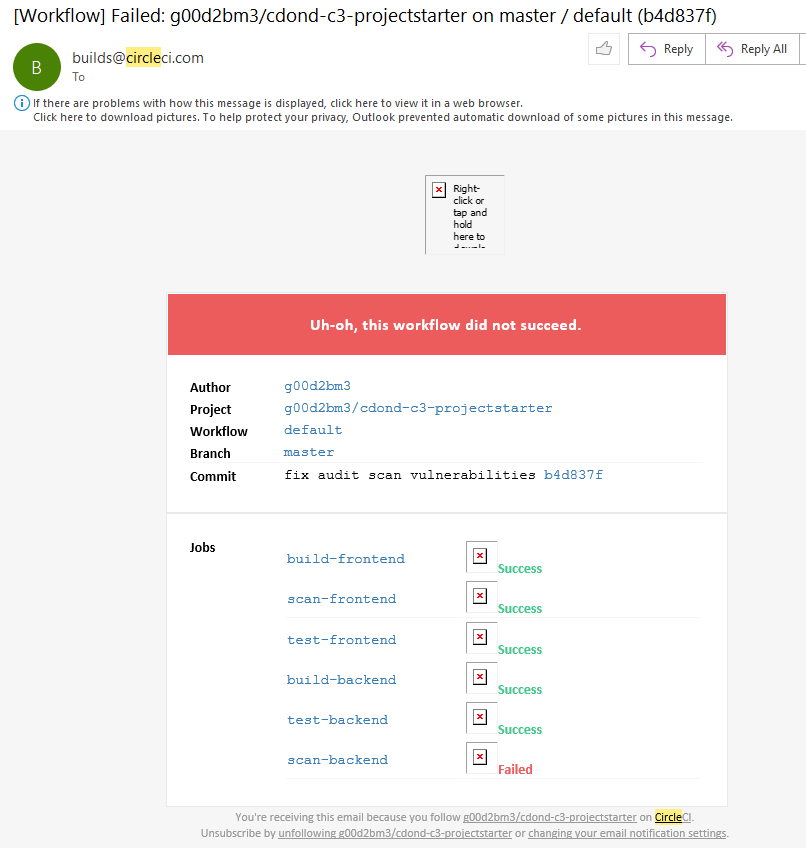 [Workflow] Failed: g00d2bm3/cdond-c3-projectstarter on master / default (b4d837f)
B
builds@circleci.com
To
Reply
Reply All
If there are problems with how this message is displayed, click here to view it in a web browser.
Click here to download pictures. To help protect your privacy, Outlook prevented automatic download of some pictures in this message.
Right-
click or
tap and
hold
here to
Uh-oh, this workflow did not succeed.
Author g00d2bm3
Project g00d2bm3/cdond-c3-projectstarter
Workflow default
Branch master
Commit fix audit scan vulnerabilities b4d837f
Jobs
build-frontend Success
scan-frontend Success
test-frontend Success
build-backend Success
test-backend Success
scan-backend Failed
You're receiving this email because you follow g00d2bm3/cdond-c3-projectstarter on CircleCI.
Unsubscribe by unfollowing g00d2bm3/cdond-c3-projectstarter or changing your email notification settings.